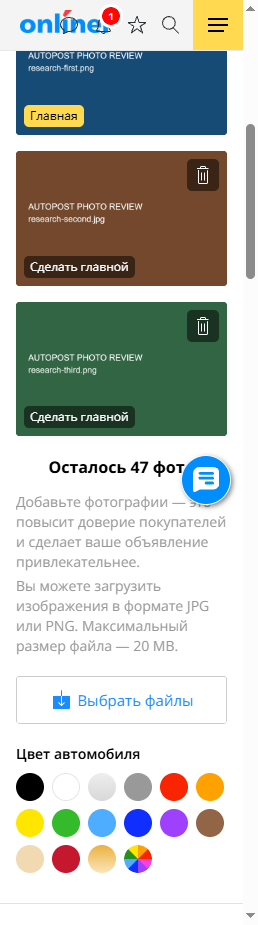 onlíner
1
AUTOPOST PHOTO REVIEW
research-first.png
Главная
AUTOPOST PHOTO REVIEW
research-second.jpg
Сделать главной
AUTOPOST PHOTO REVIEW
research-third.png
Сделать главной
Осталось 47 фот
Добавьте фотографии — это
повысит доверие покупателей
и сделает ваше объявление
привлекательнее.
Вы можете загрузить
изображения в формате JPG
или PNG. Максимальный
размер файла — 20 MB.
Выбрать файлы
Цвет автомобиля